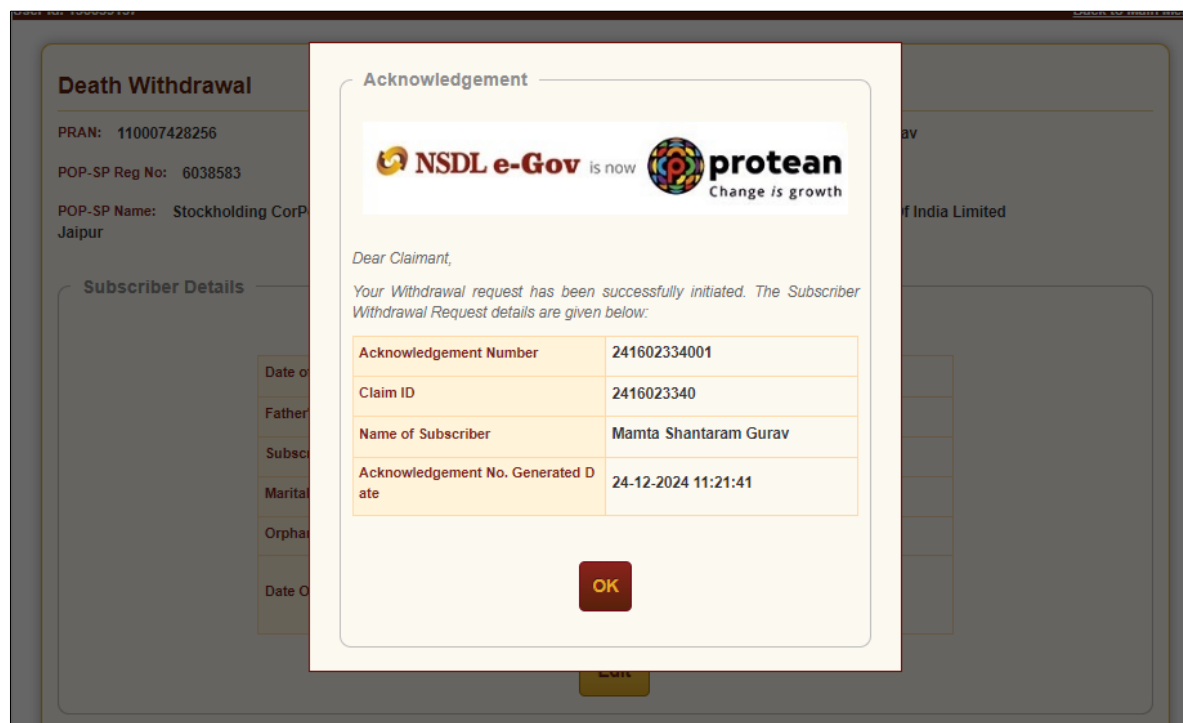 Death Withdrawal
PRAN: 110007428256
POP-SP Reg No: 6038583
POP-SP Name: Stockholding CorP
f India Limited
Jaipur
Subscriber Details
Date o
Father'
Subsc
Marital
Orpha
Date O
Acknowledgement
NSDL e-Gov is now protean
Change is growth
Dear Claimant,
Your Withdrawal request has been successfully initiated. The Subscriber
Withdrawal Request details are given below:
Acknowledgement Number 241602334001
Claim ID 2416023340
Name of Subscriber Mamta Shantaram Gurav
Acknowledgement No. Generated D
ate
24-12-2024 11:21:41
OK
Edit